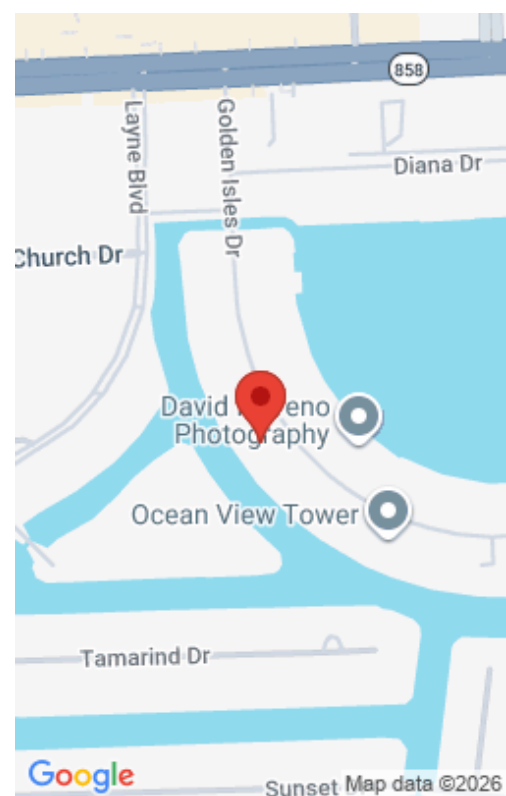 858
Layne Blvd
Golden Isles Dr
Diana Dr
Church Dr
David
Photography
Ocean View Tower
Tamarind Dr
Google
Sunset
Map data ©2026